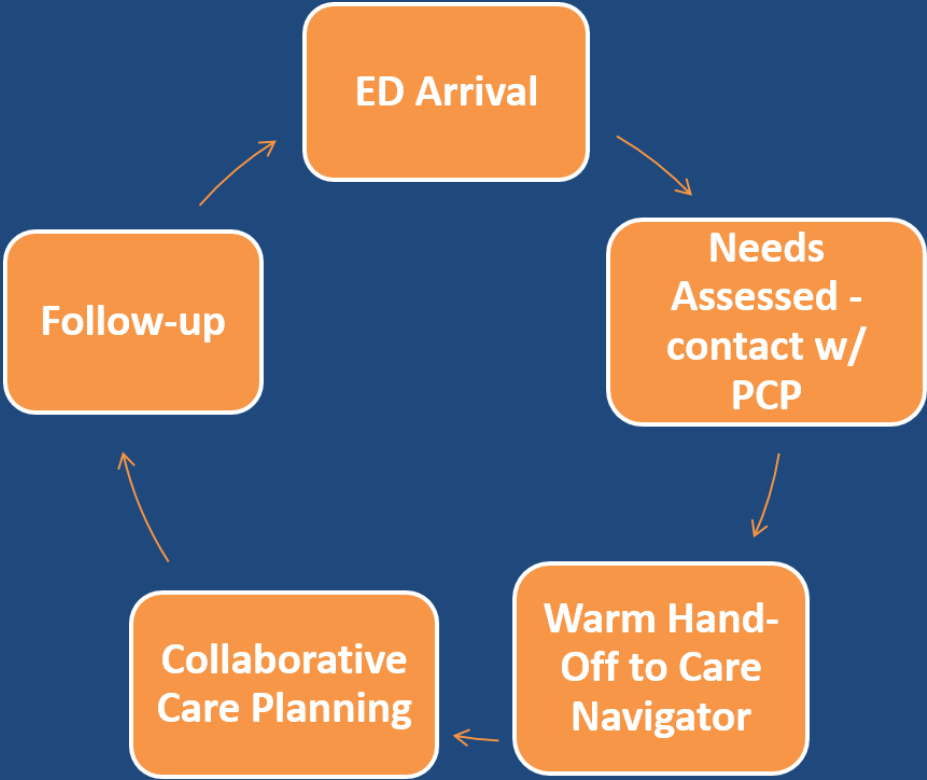 ED Arrival
Needs
Assessed -
contact w/
PCP
Warm Hand-
Off to Care
Navigator
Collaborative
Care Planning
Follow-up